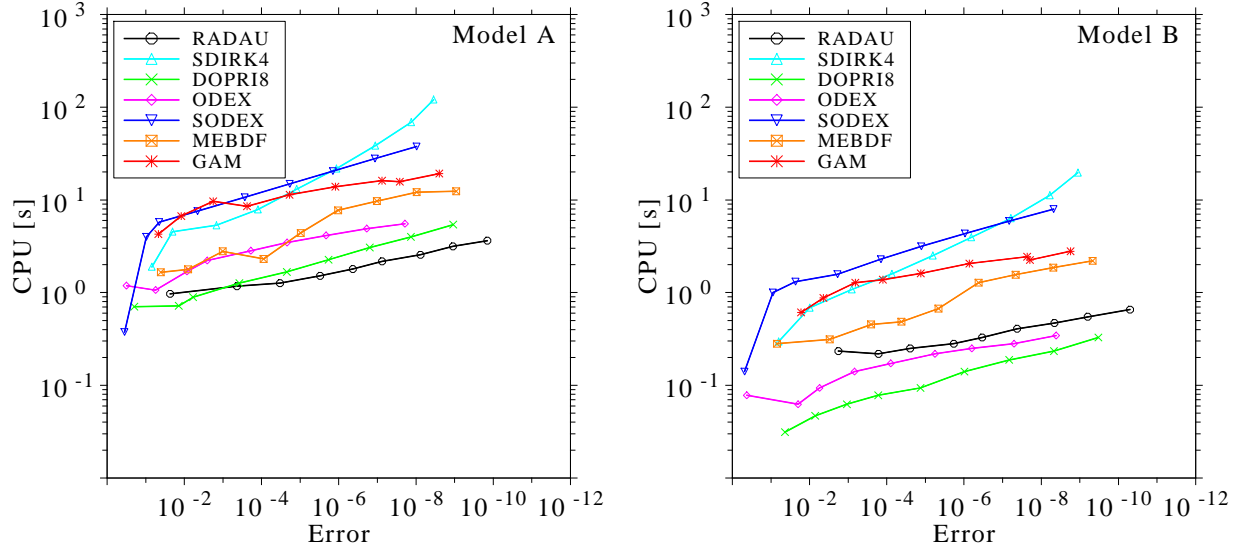 Model A
RADAU
SDIRK4
DOPRI8
ODEX
SODEX
MEBDF
GAM
CPU [s]
10 3
10 2
10 1
10 0
10 -1
10 -2
10 -4
10 -6
10 -8
10 -10
10 -12
Error
Model B
RADAU
SDIRK4
DOPRI8
ODEX
SODEX
MEBDF
GAM
CPU [s]
10 3
10 2
10 1
10 0
10 -1
10 -2
10 -4
10 -6
10 -8
10 -10
10 -12
Error